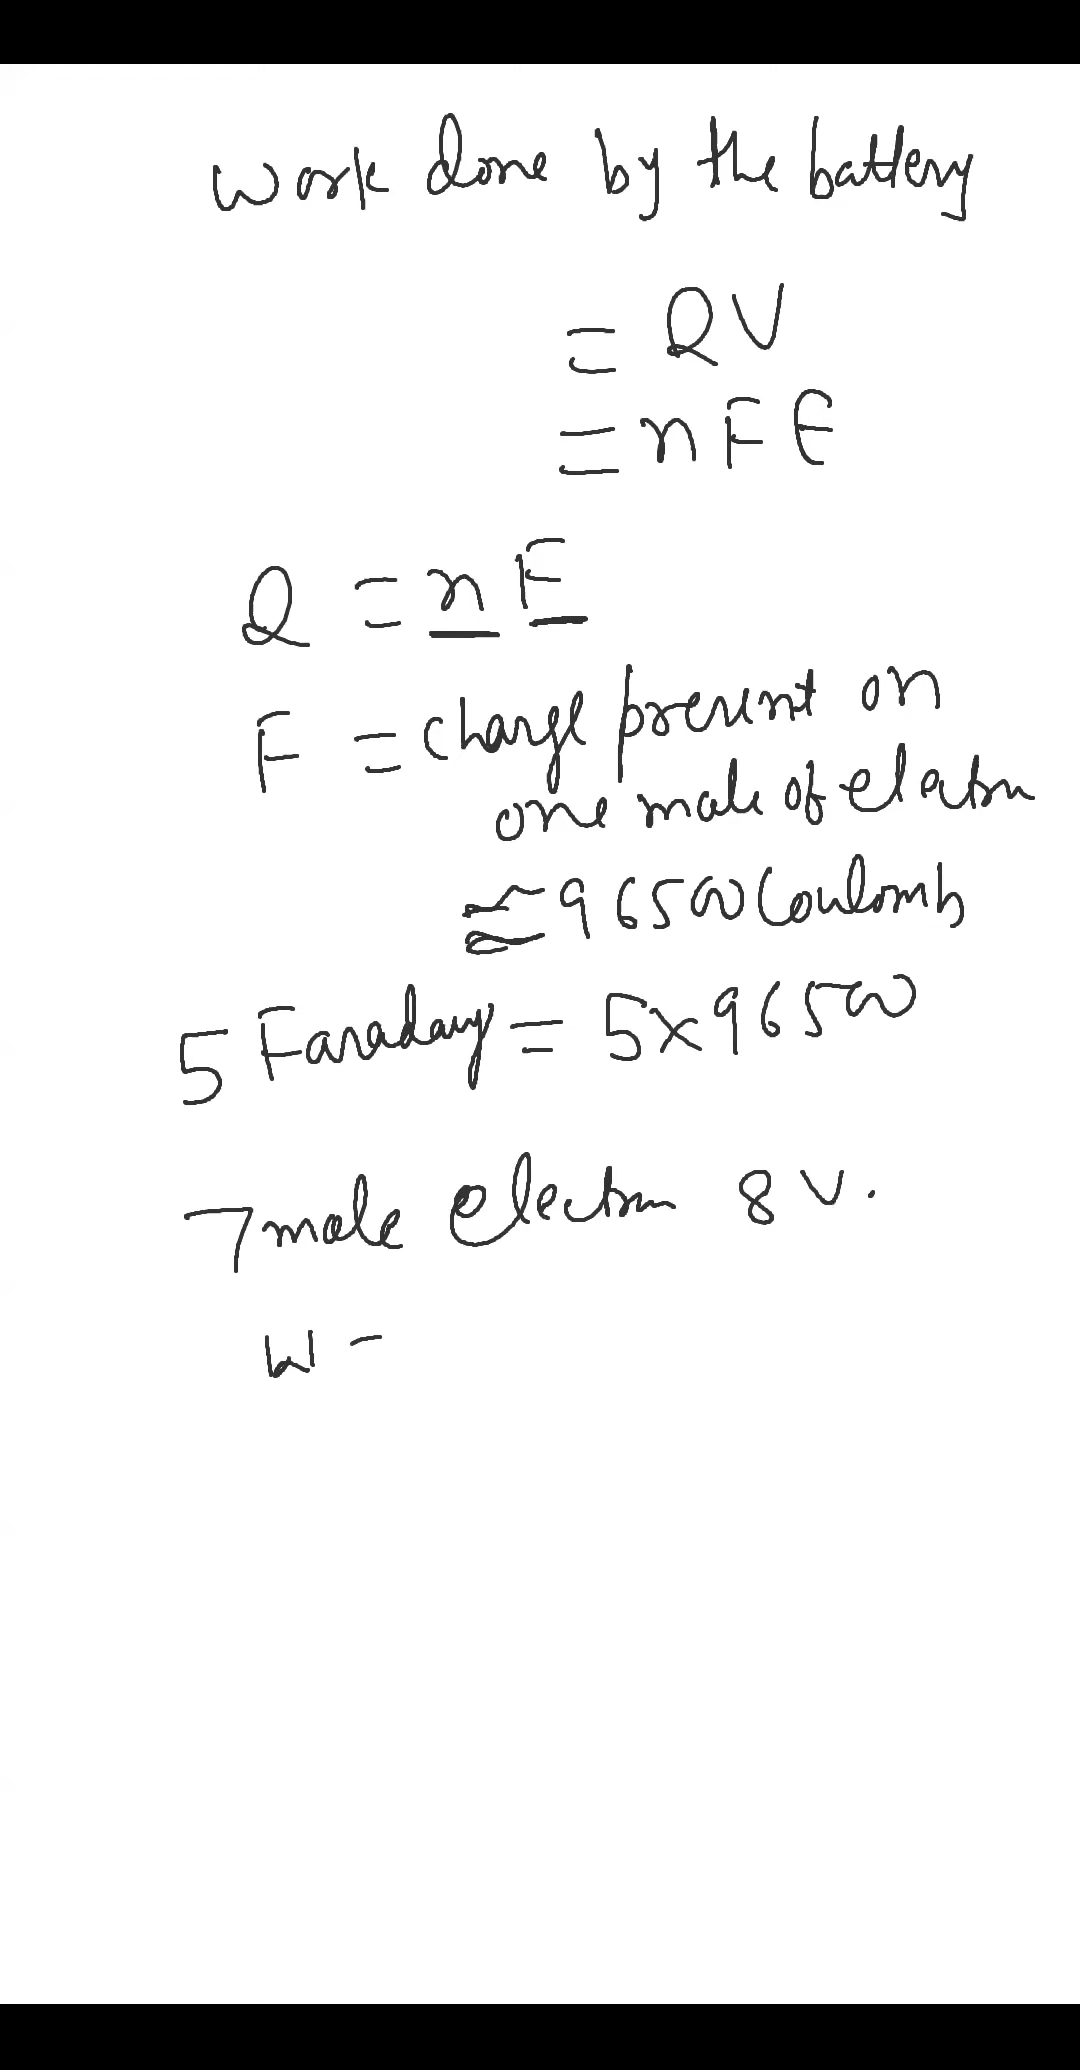 work done by the battery
= QV
= nFE
Q = nF
F = charge present on
one mole of electron
≈ 96500 Coulomb
5 Faraday = 5×96500
7 mole electron 8 V.
W -